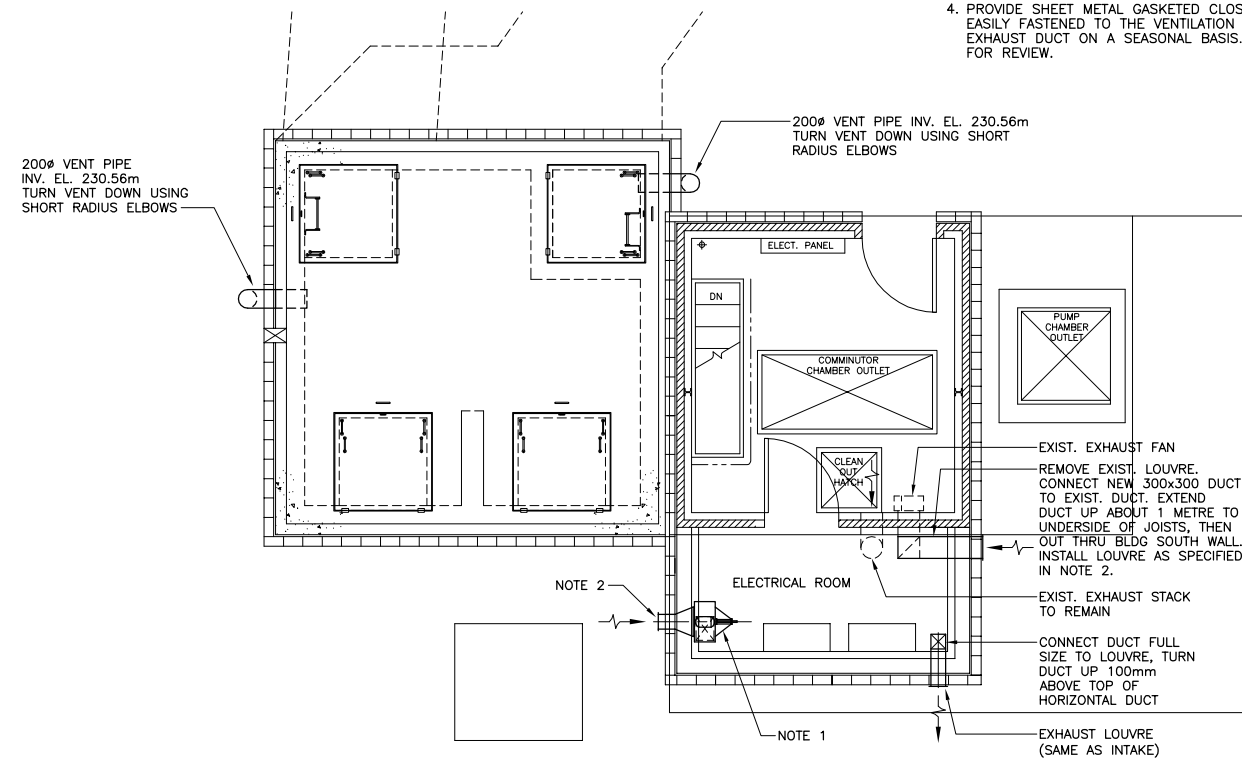 4. PROVIDE SHEET METAL GASKETED CLOS
EASILY FASTENED TO THE VENTILATION
EXHAUST DUCT ON A SEASONAL BASIS.
FOR REVIEW.
200ø VENT PIPE INV. EL. 230.56m
TURN VENT DOWN USING SHORT
RADIUS ELBOWS
200ø VENT PIPE
INV. EL. 230.56m
TURN VENT DOWN USING
SHORT RADIUS ELBOWS
ELECT. PANEL
DN
PUMP
CHAMBER
OUTLET
COMMINUTOR
CHAMBER OUTLET
CLEAN
OUT
HATCH
EXIST. EXHAUST FAN
REMOVE EXIST. LOUVRE.
CONNECT NEW 300x300 DUCT
TO EXIST. DUCT. EXTEND
DUCT UP ABOUT 1 METRE TO
UNDERSIDE OF JOISTS, THEN
OUT THRU BLDG SOUTH WALL.
INSTALL LOUVRE AS SPECIFIED
IN NOTE 2.
ELECTRICAL ROOM
NOTE 2
EXIST. EXHAUST STACK
TO REMAIN
CONNECT DUCT FULL
SIZE TO LOUVRE, TURN
DUCT UP 100mm
ABOVE TOP OF
HORIZONTAL DUCT
NOTE 1
EXHAUST LOUVRE
(SAME AS INTAKE)